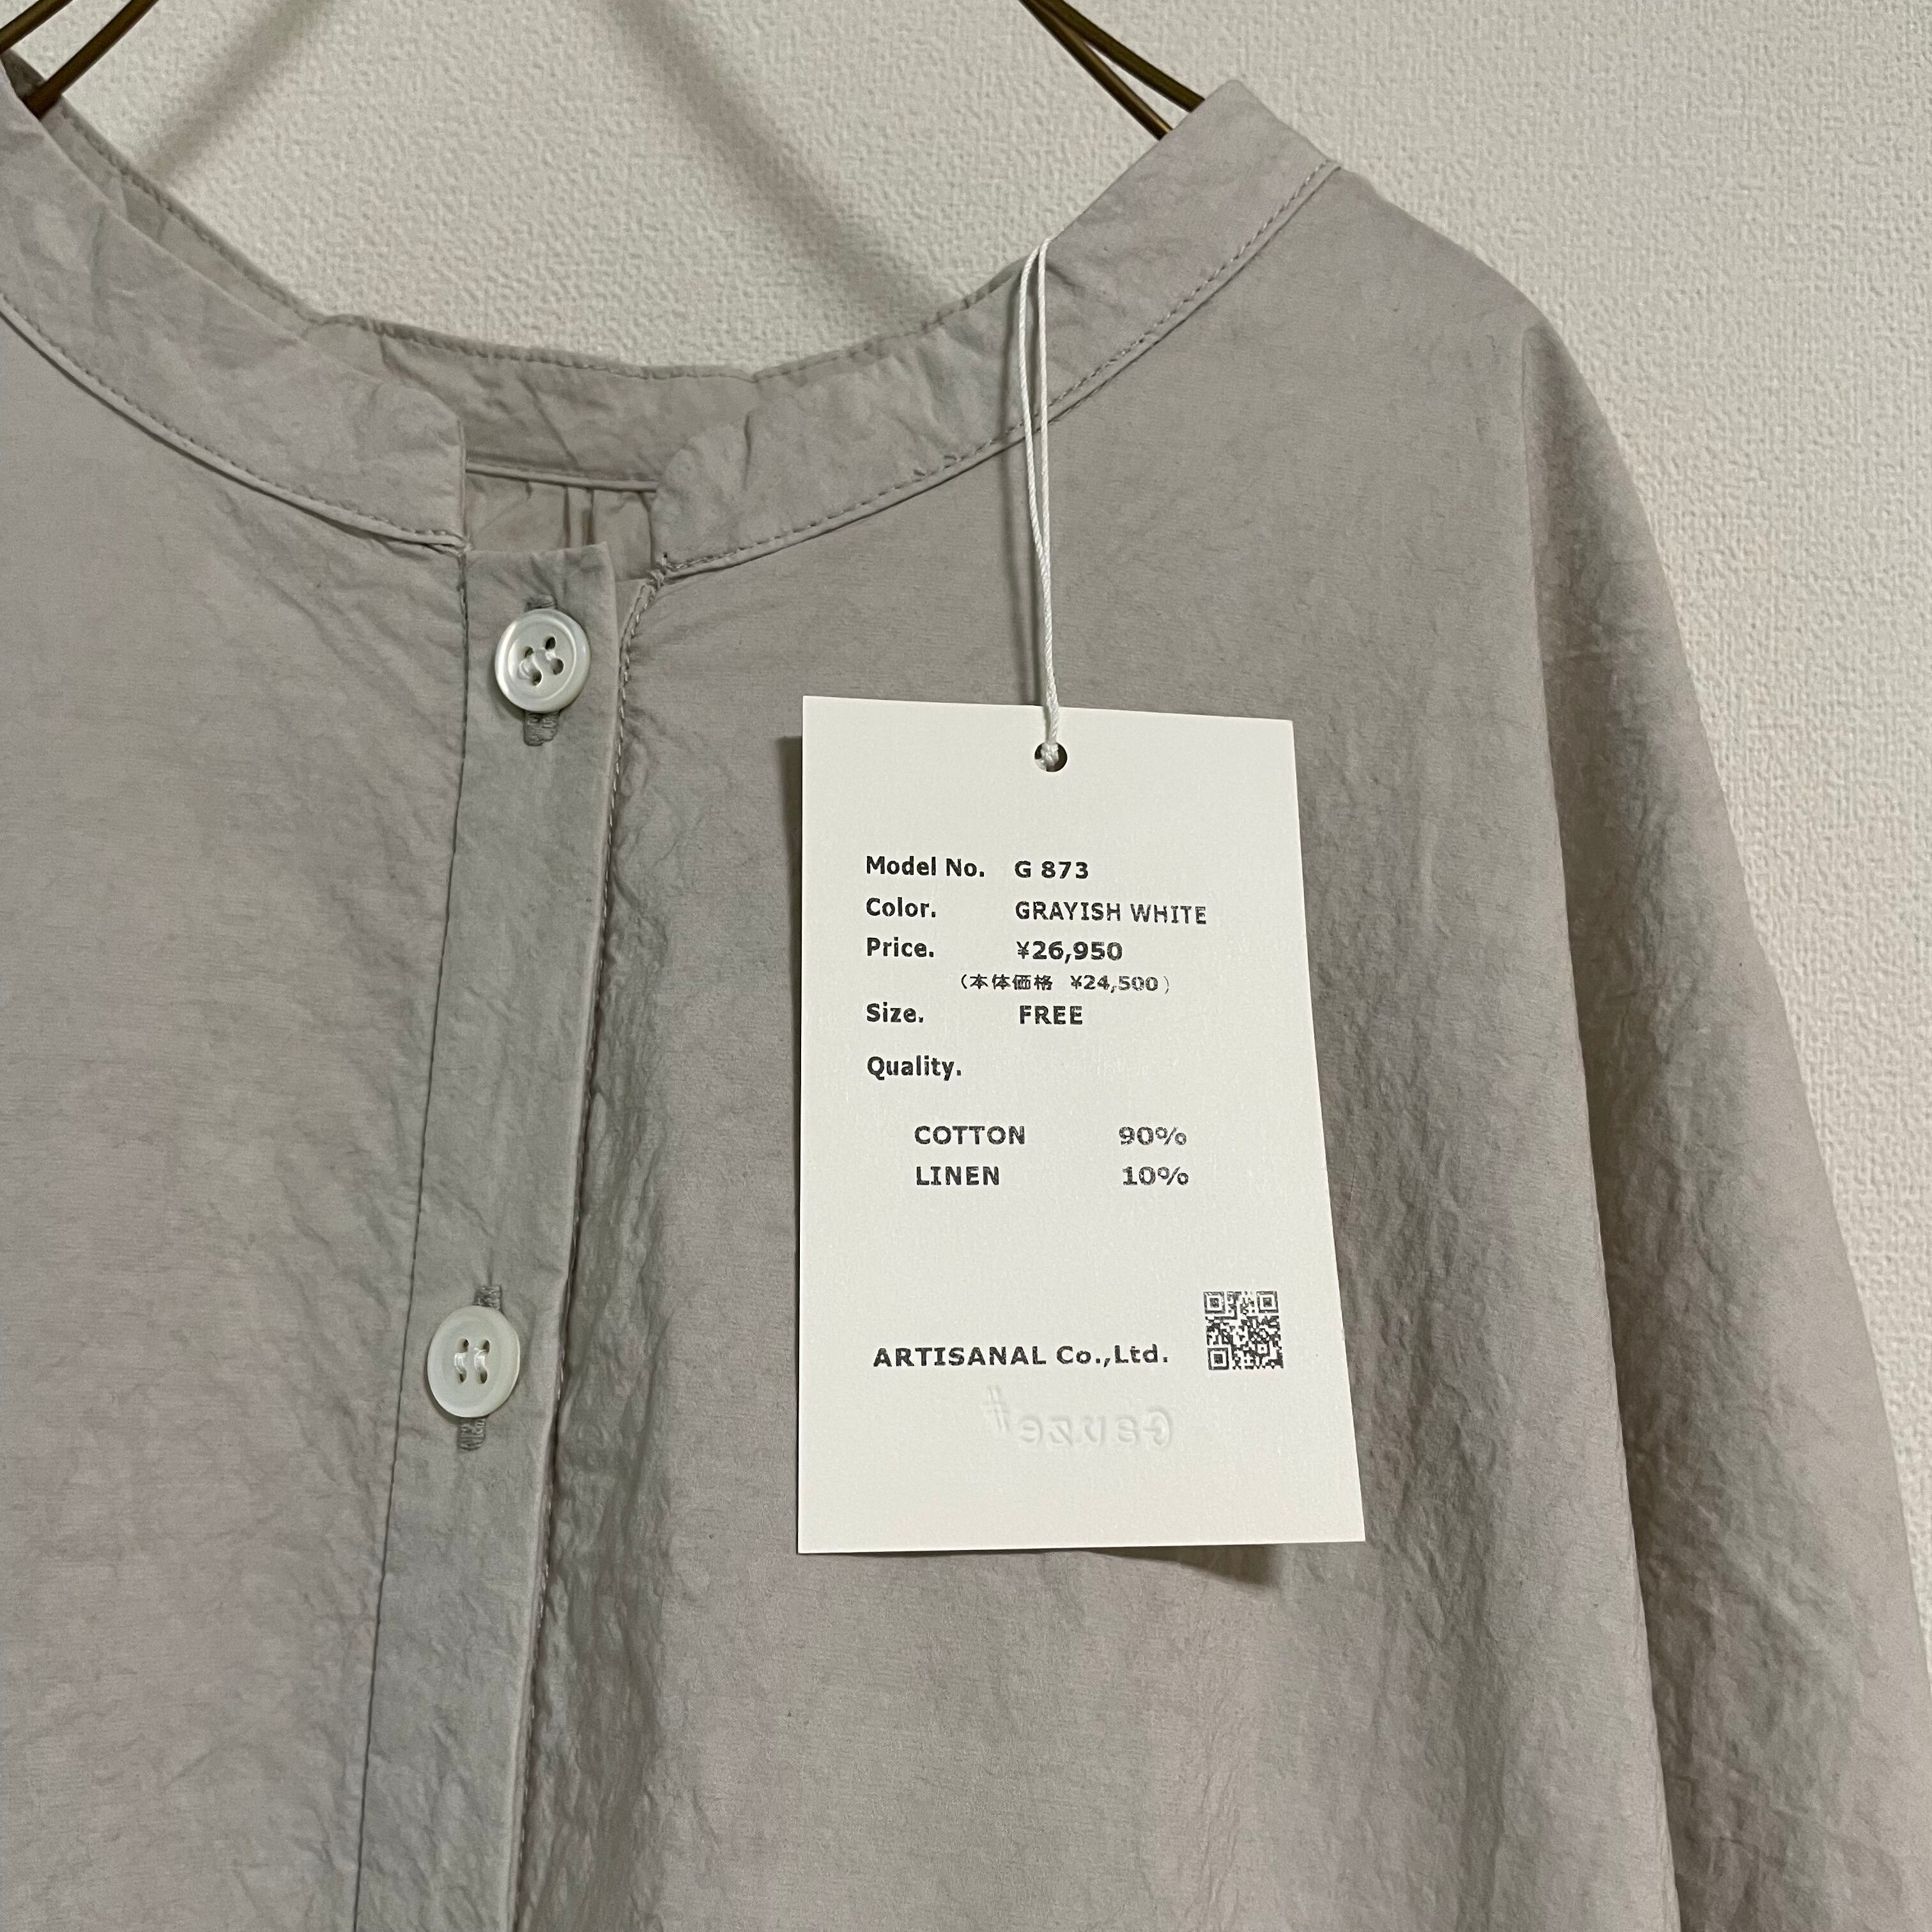 Model No. G 873
Color. GRAYISH WHITE
Price. ¥26,950
(本体価格 ¥24,500)
Size. FREE
Quality.
COTTON 90%
LINEN 10%
ARTISANAL Co.,Ltd.
Gauze#